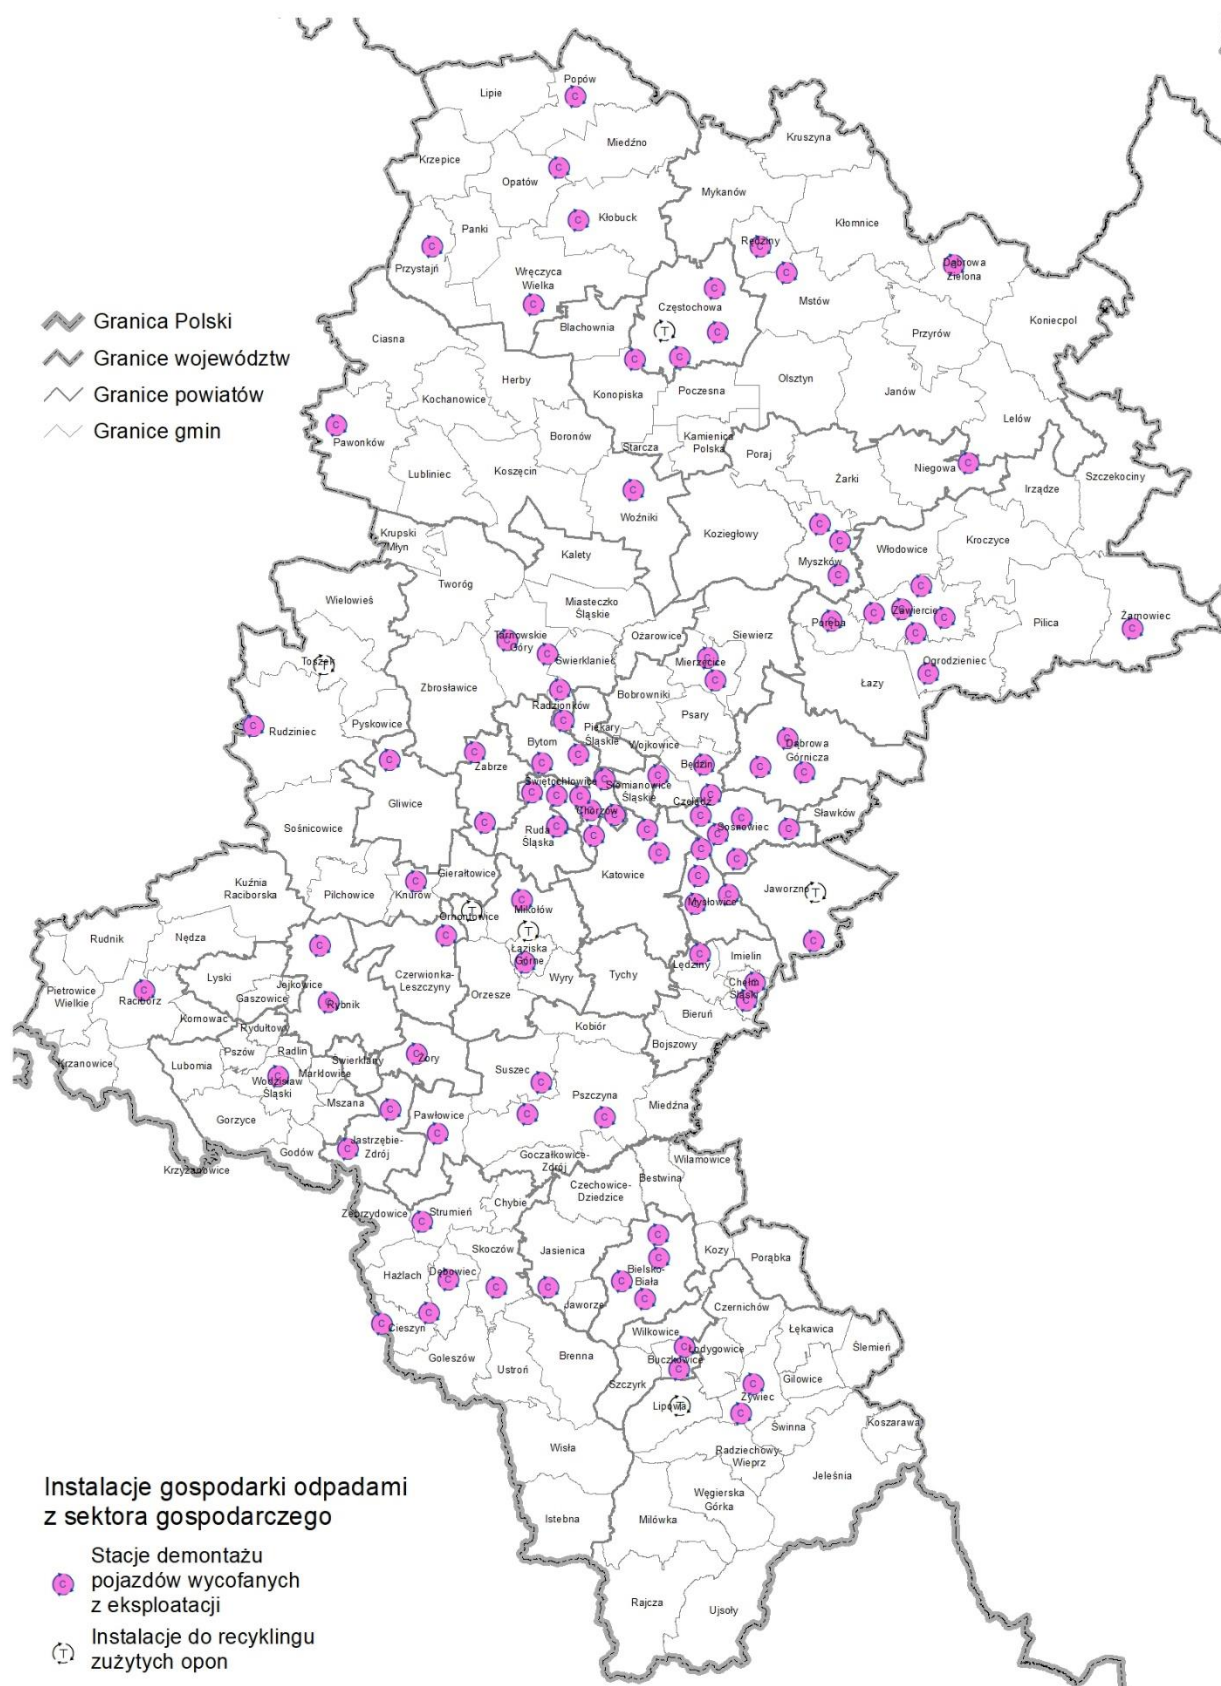 Popów
Lipie
Kruszyna
Miedźno
Krzepice
Opatów
Mykanów
Kłobuck
Kłomnice
Panki
Rędziny
Przystajń
Dąbrowa
Zielona
Wręczyca
Wielka
Mstów
Częstochowa
Koniecpol
Granica Polski
Blachownia
Przyrów
Ciasna
Granice województw
Herby
Olsztyn
Konopiska
Poczesna
Janów
Granice powiatów
Kochanowice
Lelów
Granice gmin
Boronów
Kamienica
Polska
Pawonków
Starcza
Poraj
Koszęcin
Lubliniec
Niegowa
Żarki
Szczekociny
Irządze
Woźniki
Koziegłowy
Krupski
Młyn
Kroczyce
Kalety
Włodowice
Myszków
Tworóg
Wielowieś
Miasteczko
Śląskie
Zawiercie
Poręba
Pilica
Żarnowiec
Ożarowice
Siewierz
Tarnowskie
Góry
Świerklaniec
Mierzęcice
Toszek
Ogrodzieniec
Łazy
Zbrosławice
Bobrowniki
Radzionków
Psary
Pyskowice
Rudziniec
Piekary
Śląskie
Bytom
Wojkowice
Dąbrowa
Górnicza
Zabrze
Będzin
Świętochłowice
Siemianowice
Śląskie
Gliwice
Czeladź
Chorzów
Sławków
Sośnicowice
Ruda
Śląska
Sosnowiec
Gierałtowice
Katowice
Kuźnia
Raciborska
Pilchowice
Knurów
Jaworzno
Mysłowice
Mikołów
Ornontowice
Rudnik
Nędza
Łaziska
Górne
Imielin
Lędziny
Lyski
Jejkowice
Czerwionka-
Leszczyny
Wyry
Tychy
Chełm
Śląski
Pietrowice
Wielkie
Racibórz
Gaszowice
Rybnik
Orzesze
Bieruń
Kornowac
Rydułtowy
Kobiór
Bojszowy
Krzanowice
Lubomia
Pszów
Radlin
Świerklany
Żory
Suszec
Wodzisław
Śląski
Marklowice
Mszana
Pszczyna
Miedźna
Gorzyce
Pawłowice
Jastrzębie-
Zdrój
Godów
Goczałkowice-
Zdrój
Krzyżanowice
Wilamowice
Bestwina
Czechowice-
Dziedzice
Chybie
Zebrzydowice
Strumień
Skoczów
Jasienica
Kozy
Porąbka
Hażlach
Dębowiec
Bielsko-
Biała
Jaworze
Czernichów
Cieszyn
Wilkowice
Łękawica
Łodygowice
Ślemień
Goleszów
Brenna
Buczkowice
Ustroń
Szczyrk
Gilowice
Żywiec
Lipowa
Świnna
Koszarawa
Wisła
Radziechowy-
Wieprz
Jeleśnia
Węgierska
Górka
Istebna
Milówka
Rajcza
Ujsoły
Instalacje gospodarki odpadami
z sektora gospodarczego
Stacje demontażu
C pojazdów wycofanych
z eksploatacji
Instalacje do recyklingu
T zużytych opon